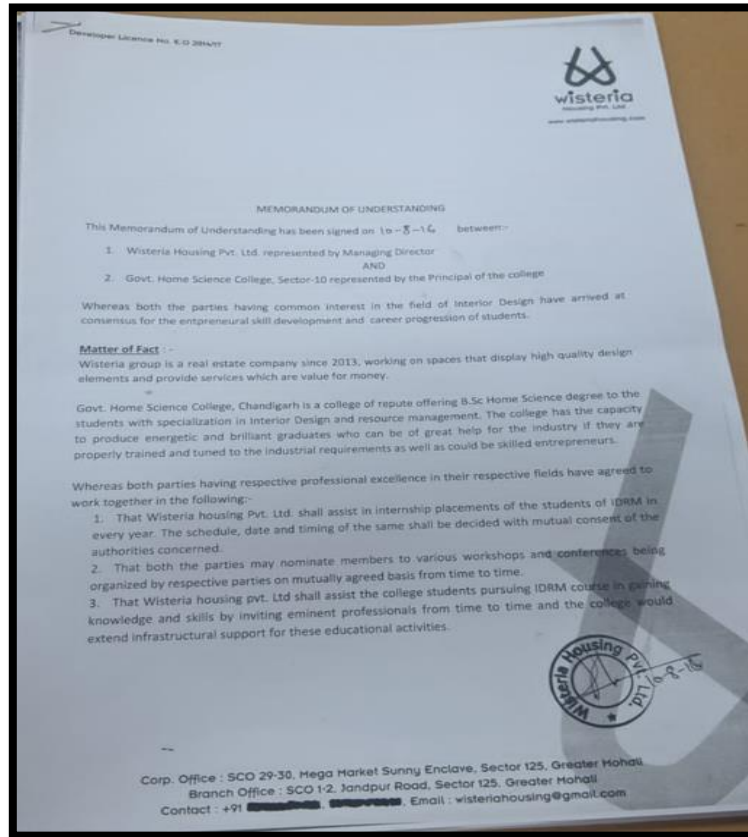 Developer Licence No. E.O 2914/17
wisteria
Housing Pvt. Ltd
www.wisteriahousing.com
MEMORANDUM OF UNDERSTANDING
This Memorandum of Understanding has been signed on 10-8-16 between:-
1. Wisteria Housing Pvt. Ltd. represented by Managing Director
AND
2. Govt. Home Science College, Sector-10 represented by the Principal of the college
Whereas both the parties having common interest in the field of Interior Design have arrived at
consensus for the entpreneural skill development and career progression of students.
Matter of Fact : -
Wisteria group is a real estate company since 2013, working on spaces that display high quality design
elements and provide services which are value for money.
Govt. Home Science College, Chandigarh is a college of repute offering B.Sc Home Science degree to the
students with specialization in Interior Design and resource management. The college has the capacity
to produce energetic and brilliant graduates who can be of great help for the industry if they are
properly trained and tuned to the industrial requirements as well as could be skilled entrepreneurs.
Whereas both parties having respective professional excellence in their respective fields have agreed to
work together in the following:-
1. That Wisteria housing Pvt. Ltd. shall assist in internship placements of the students of IDRM in
every year. The schedule, date and timing of the same shall be decided with mutual consent of the
authorities concerned.
2. That both the parties may nominate members to various workshops and conferences being
organized by respective parties on mutually agreed basis from time to time.
3. That Wisteria housing pvt. Ltd shall assist the college students pursuing IDRM course in gaining
knowledge and skills by inviting eminent professionals from time to time and the college would
extend infrastructural support for these educational activities.
Wisteria Housing Pvt. Ltd.
10-8-16
Corp. Office : SCO 29-30, Mega Market Sunny Enclave, Sector 125, Greater Mohali
Branch Office : SCO 1-2, Jandpur Road, Sector 125, Greater Mohali
Contact : +91 , Email : wisteriahousing@gmail.com